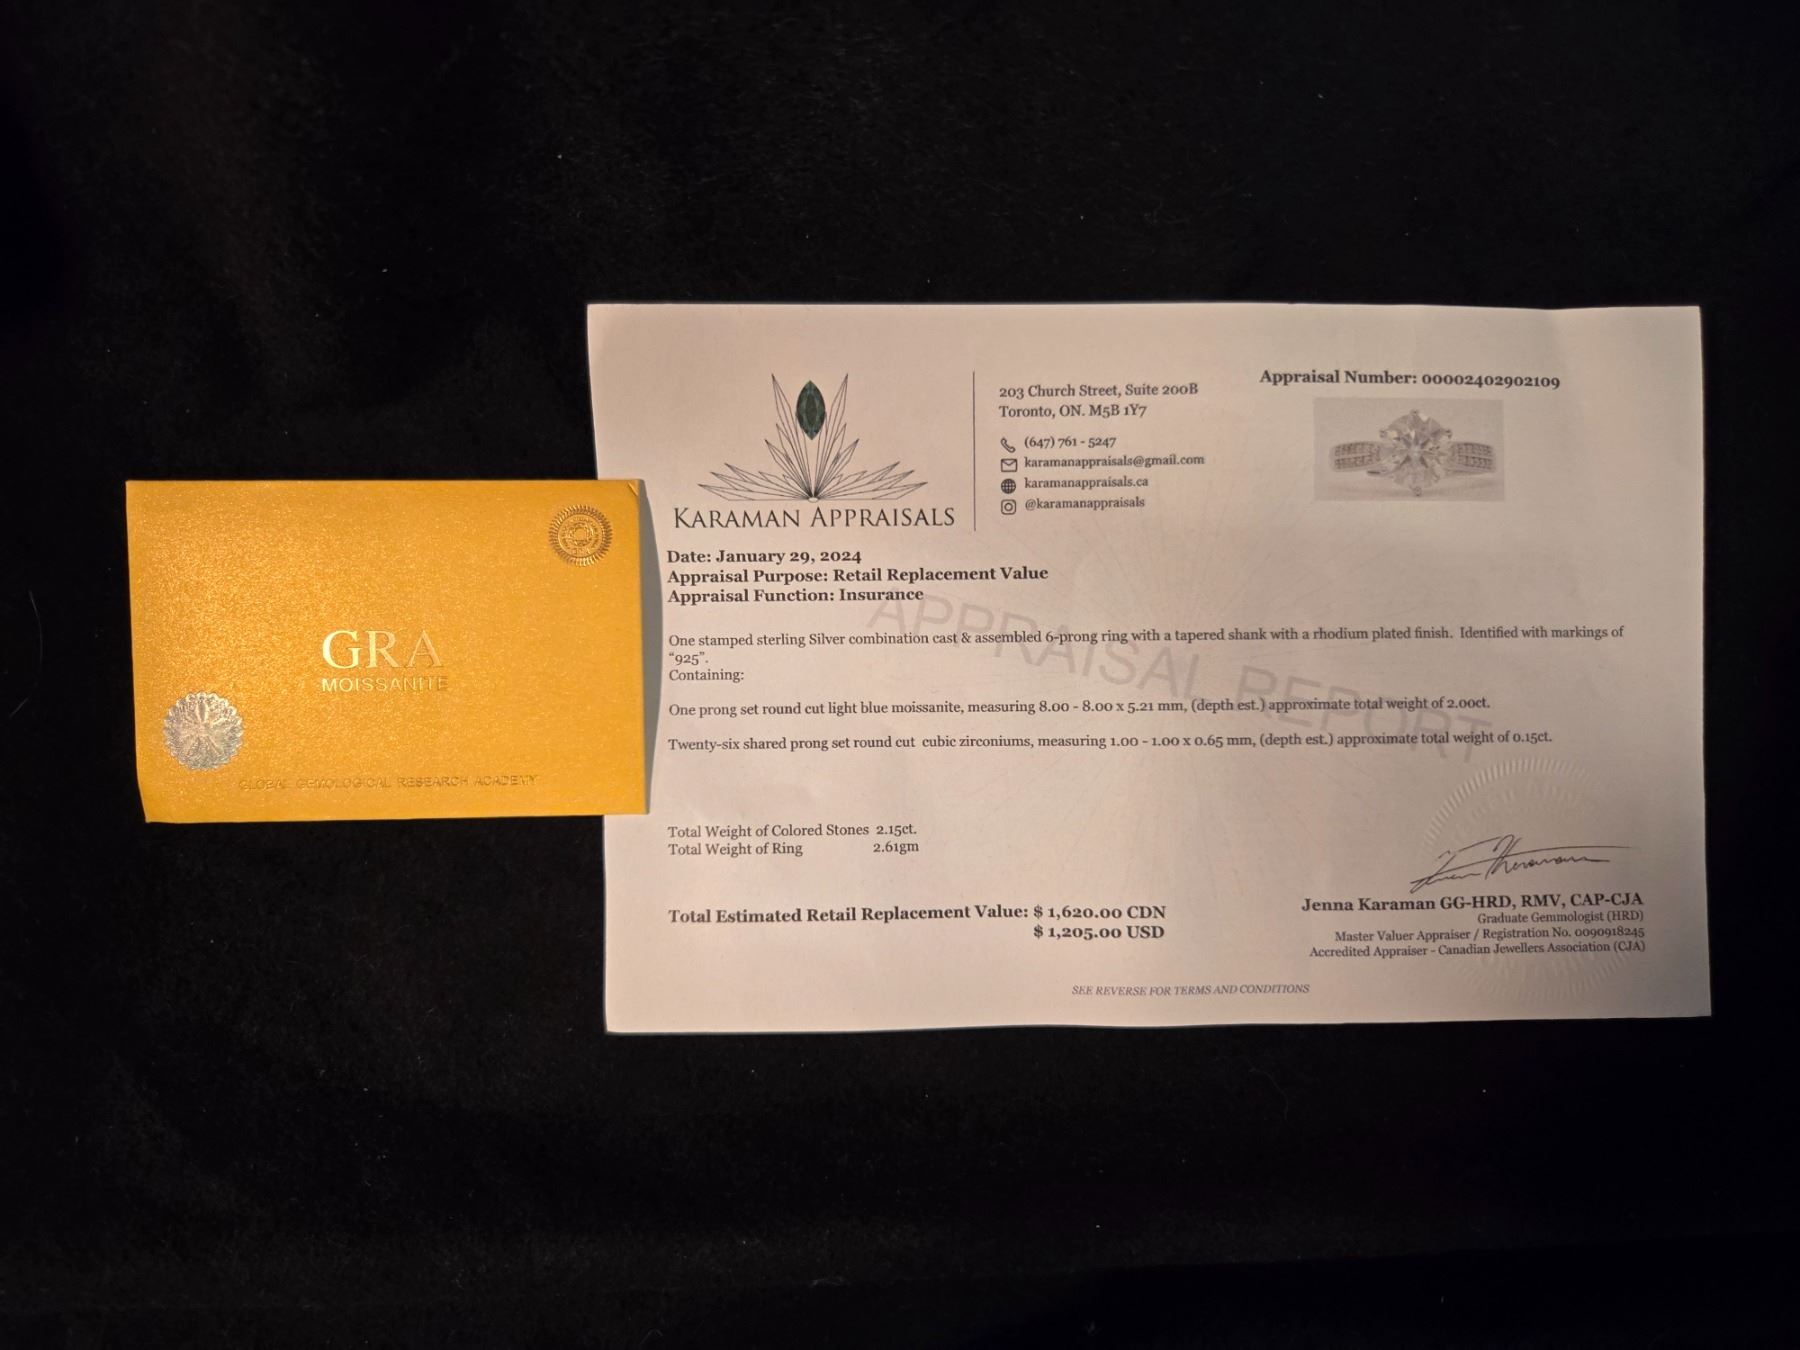 GRA
MOISSANITE
GLOBAL GEMOLOGICAL RESEARCH ACADEMY
KARAMAN APPRAISALS
203 Church Street, Suite 200B
Toronto, ON. M5B 1Y7
(647) 761 - 5247
karamanappraisals@gmail.com
karamanappraisals.ca
@karamanappraisals
Appraisal Number: 00002402902109
Date: January 29, 2024
Appraisal Purpose: Retail Replacement Value
Appraisal Function: Insurance
APPRAISAL REPORT
One stamped sterling Silver combination cast & assembled 6-prong ring with a tapered shank with a rhodium plated finish. Identified with markings of
“925”.
Containing:
One prong set round cut light blue moissanite, measuring 8.00 - 8.00 x 5.21 mm, (depth est.) approximate total weight of 2.00ct.
Twenty-six shared prong set round cut cubic zirconiums, measuring 1.00 - 1.00 x 0.65 mm, (depth est.) approximate total weight of 0.15ct.
Total Weight of Colored Stones 2.15ct.
Total Weight of Ring 2.61gm
Total Estimated Retail Replacement Value: $ 1,620.00 CDN
$ 1,205.00 USD
Jenna Karaman GG-HRD, RMV, CAP-CJA
Graduate Gemmologist (HRD)
Master Valuer Appraiser / Registration No. 0090918245
Accredited Appraiser - Canadian Jewellers Association (CJA)
SEE REVERSE FOR TERMS AND CONDITIONS